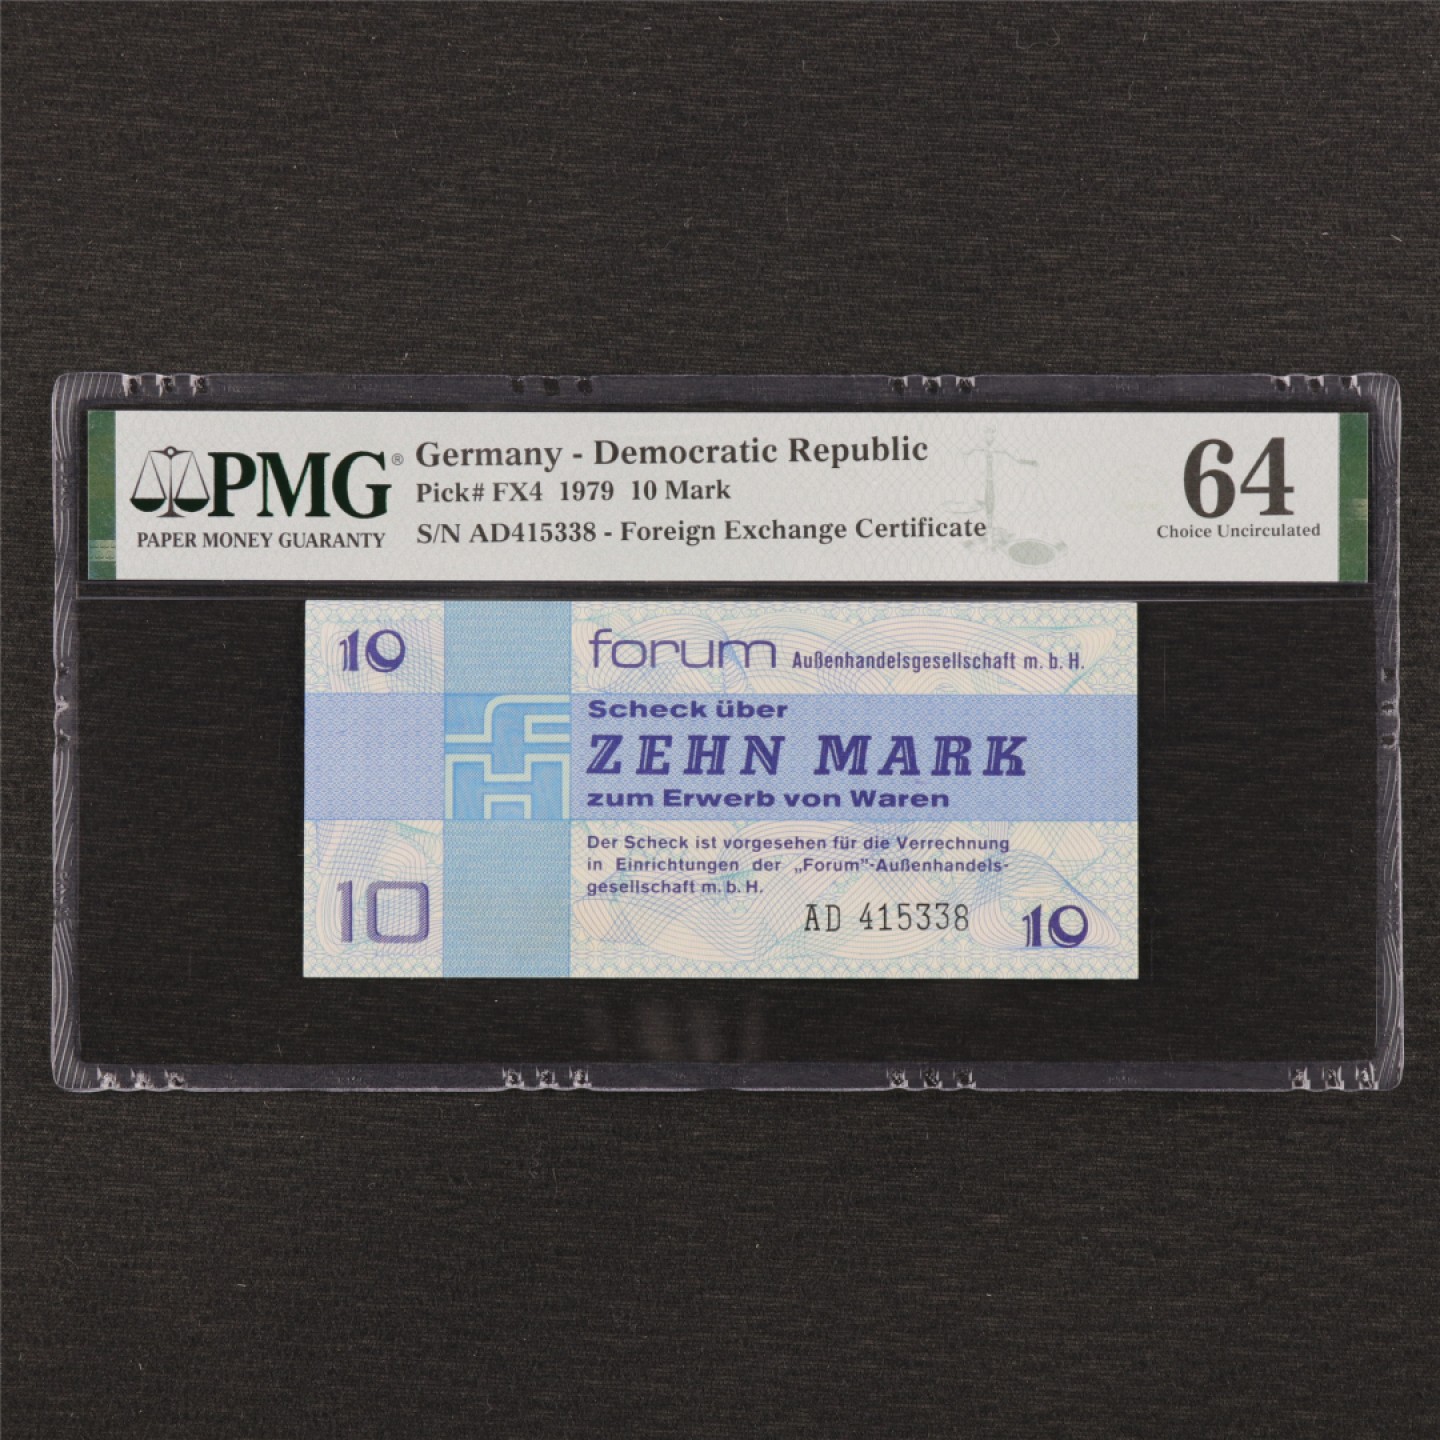 PMG®
PAPER MONEY GUARANTY
Germany - Democratic Republic
Pick# FX4 1979 10 Mark
S/N AD415338 - Foreign Exchange Certificate
64
Choice Uncirculated
10
forum Außenhandelsgesellschaft m. b. H.
Scheck über
ZEHN MARK
zum Erwerb von Waren
Der Scheck ist vorgesehen für die Verrechnung
in Einrichtungen der „Forum"-Außenhandels-
gesellschaft m. b. H.
10
AD 415338
10